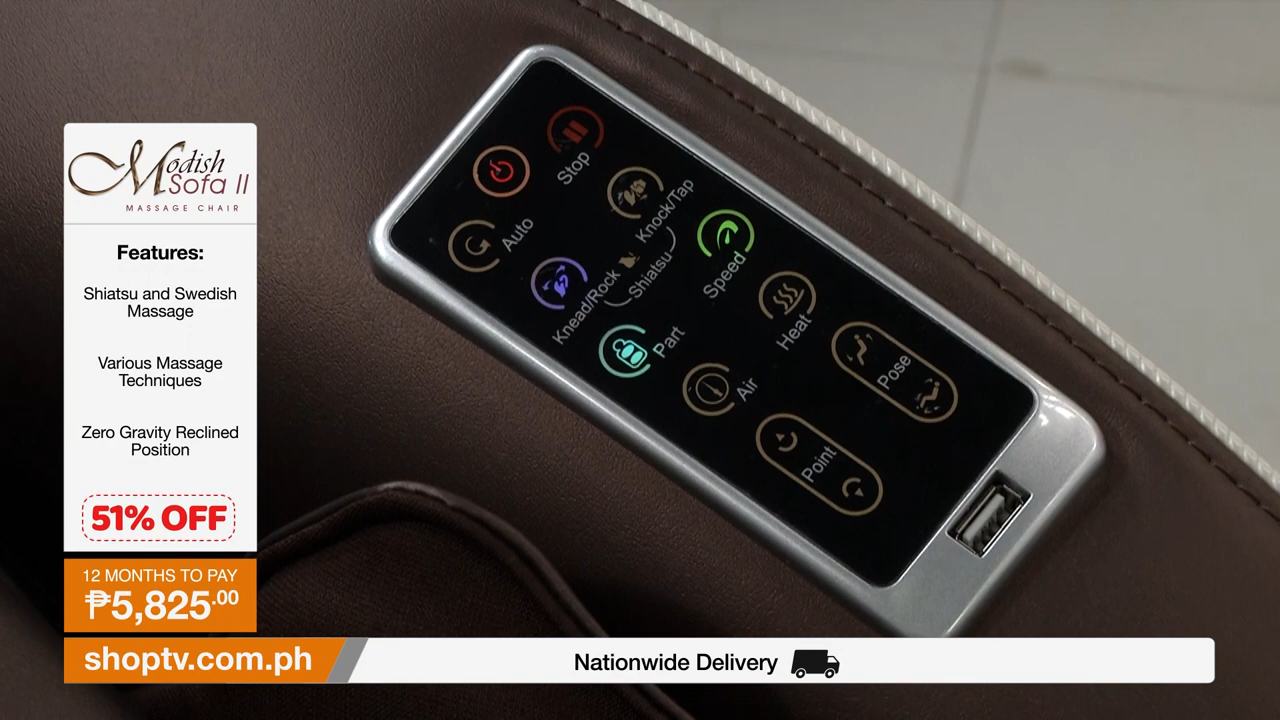 Modish
Sofa II
MASSAGE CHAIR
Features:
Shiatsu and Swedish
Massage
Various Massage
Techniques
Zero Gravity Reclined
Position
51% OFF
12 MONTHS TO PAY
₱5,825.00
shoptv.com.ph
Nationwide Delivery
Stop
Auto
Knock/Tap
Knead/Rock
Shiatsu
Speed
Part
Heat
Air
Pose
Point